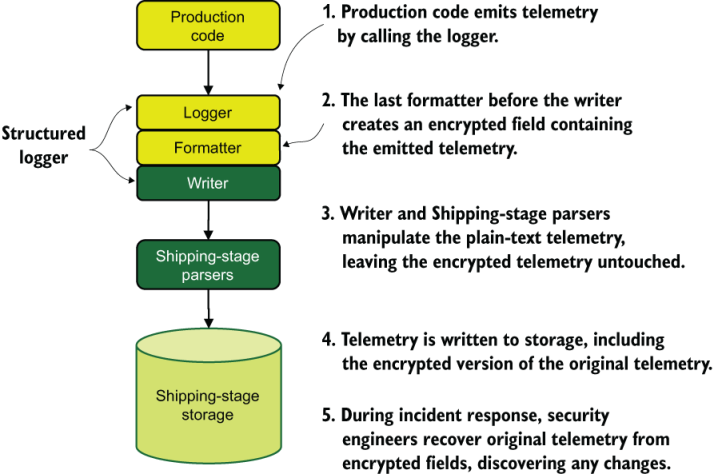 Production
code
1. Production code emits telemetry
by calling the logger.
Structured
logger
Logger
Formatter
Writer
2. The last formatter before the writer
creates an encrypted field containing
the emitted telemetry.
Shipping-stage
parsers
3. Writer and Shipping-stage parsers
manipulate the plain-text telemetry,
leaving the encrypted telemetry untouched.
Shipping-stage
storage
4. Telemetry is written to storage, including
the encrypted version of the original telemetry.
5. During incident response, security
engineers recover original telemetry from
encrypted fields, discovering any changes.